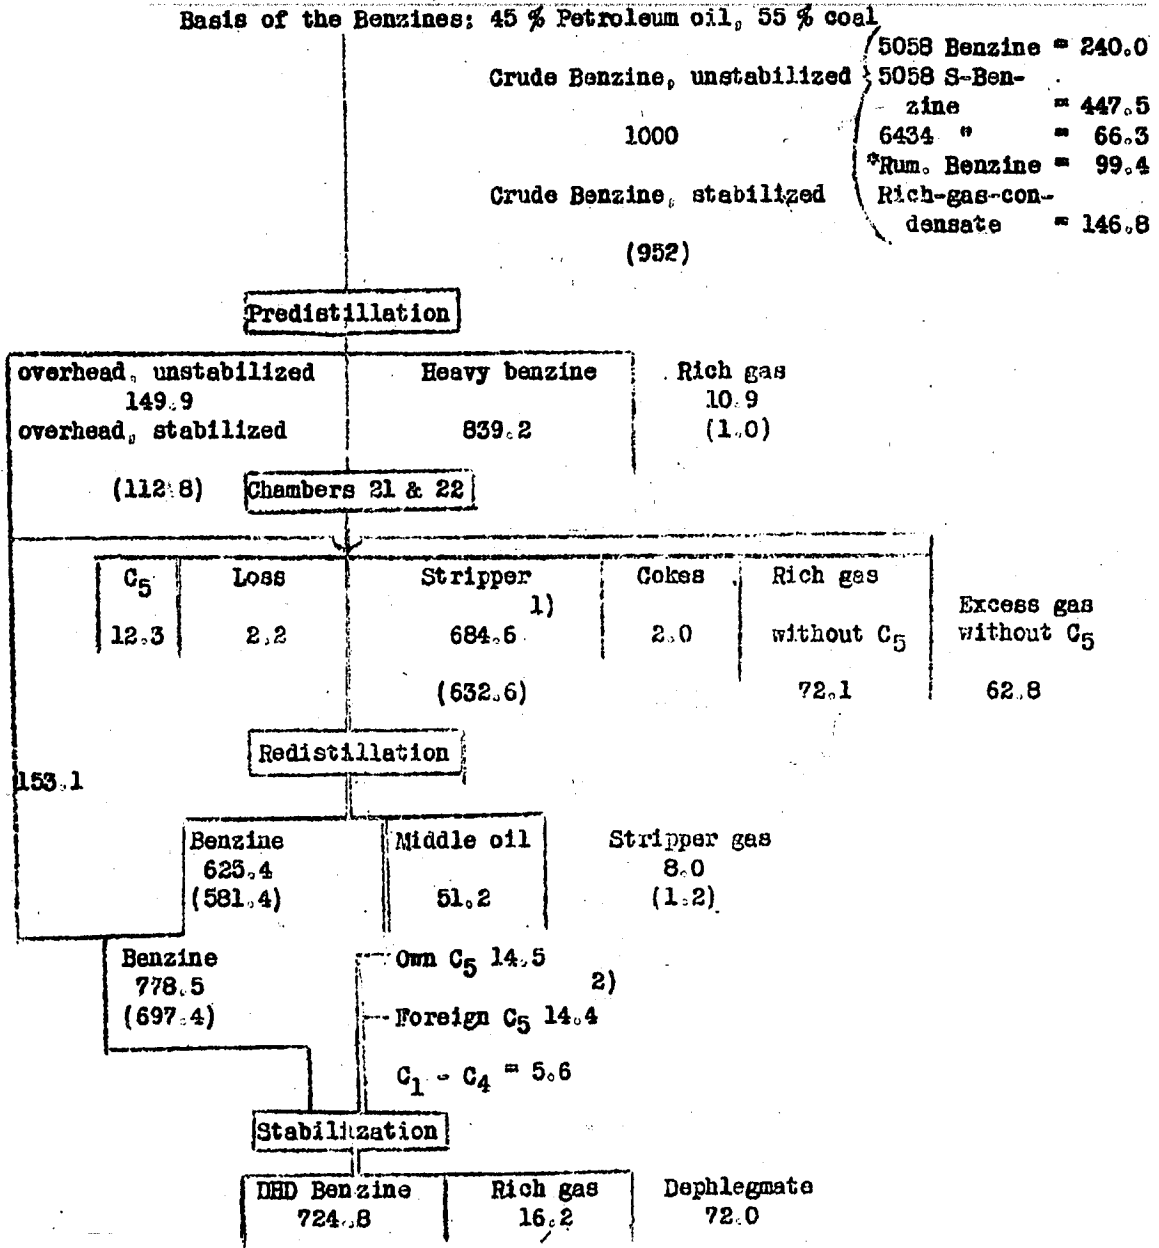 Basis of the Benzines: 45 % Petroleum oil, 55 % coal
5058 Benzine = 240.0
Crude Benzine, unstabilized
5058 S-Ben-
zine = 447.5
1000
6434 " = 66.3
*Rum. Benzine = 99.4
Crude Benzine, stabilized
Rich-gas-con-
densate = 146.8
(952)
Predistillation
overhead, unstabilized
149.9
overhead, stabilized
(112.8)
Heavy benzine
839.2
Rich gas
10.9
(1.0)
Chambers 21 & 22
C5
12.3
Loss
2.2
Stripper
1)
684.6
(632.6)
Cokes
2.0
Rich gas
without C5
72.1
Excess gas
without C5
62.8
Redistillation
153.1
Benzine
625.4
(581.4)
Middle oil
51.2
Stripper gas
8.0
(1.2)
Benzine
778.5
(697.4)
Own C5 14.5
2)
Foreign C5 14.4
C1 - C4 = 5.6
Stabilization
DHD Benzine
724.8
Rich gas
16.2
Dephlegmate
72.0